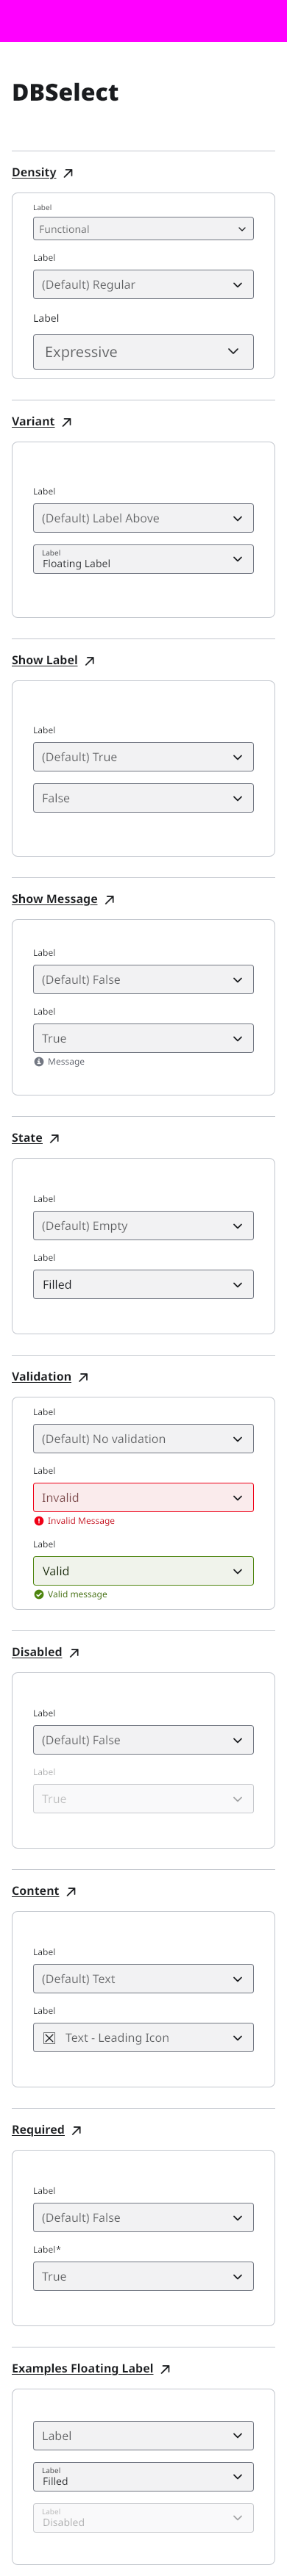 DBSelect
Density
Label
Functional
Label
(Default) Regular
Label
Expressive
Variant
Label
(Default) Label Above
Label
Floating Label
Show Label
Label
(Default) True
False
Show Message
Label
(Default) False
Label
True
Message
State
Label
(Default) Empty
Label
Filled
Validation
Label
(Default) No validation
Label
Invalid
Invalid Message
Label
Valid
Valid message
Disabled
Label
(Default) False
Label
True
Content
Label
(Default) Text
Label
Text - Leading Icon
Required
Label
(Default) False
Label*
True
Examples Floating Label
Label
Label
Filled
Label
Disabled